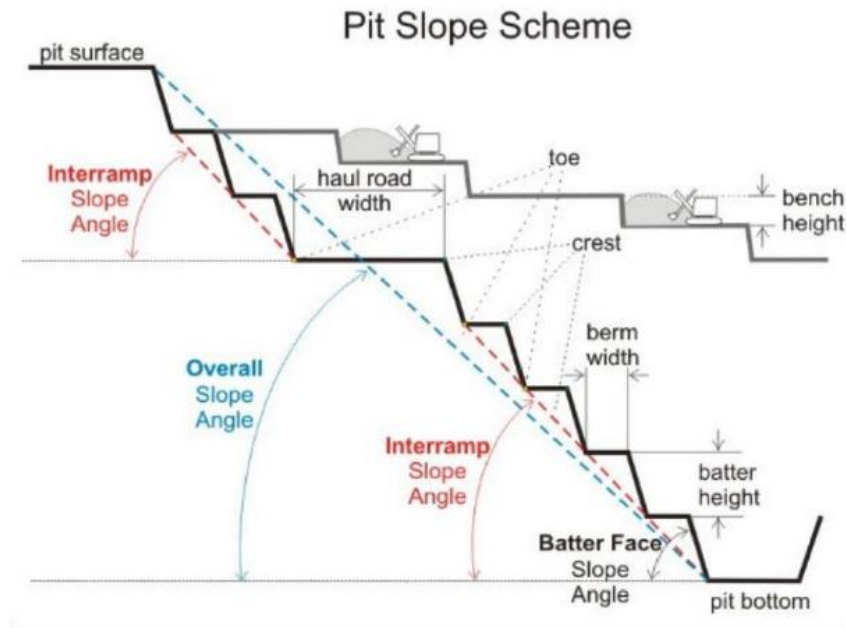 Pit Slope Scheme
pit surface
toe
Interramp
Slope
Angle
haul road
width
bench
height
crest
berm
width
Overall
Slope
Angle
Interramp
Slope
Angle
batter
height
Batter Face
Slope
Angle
pit bottom